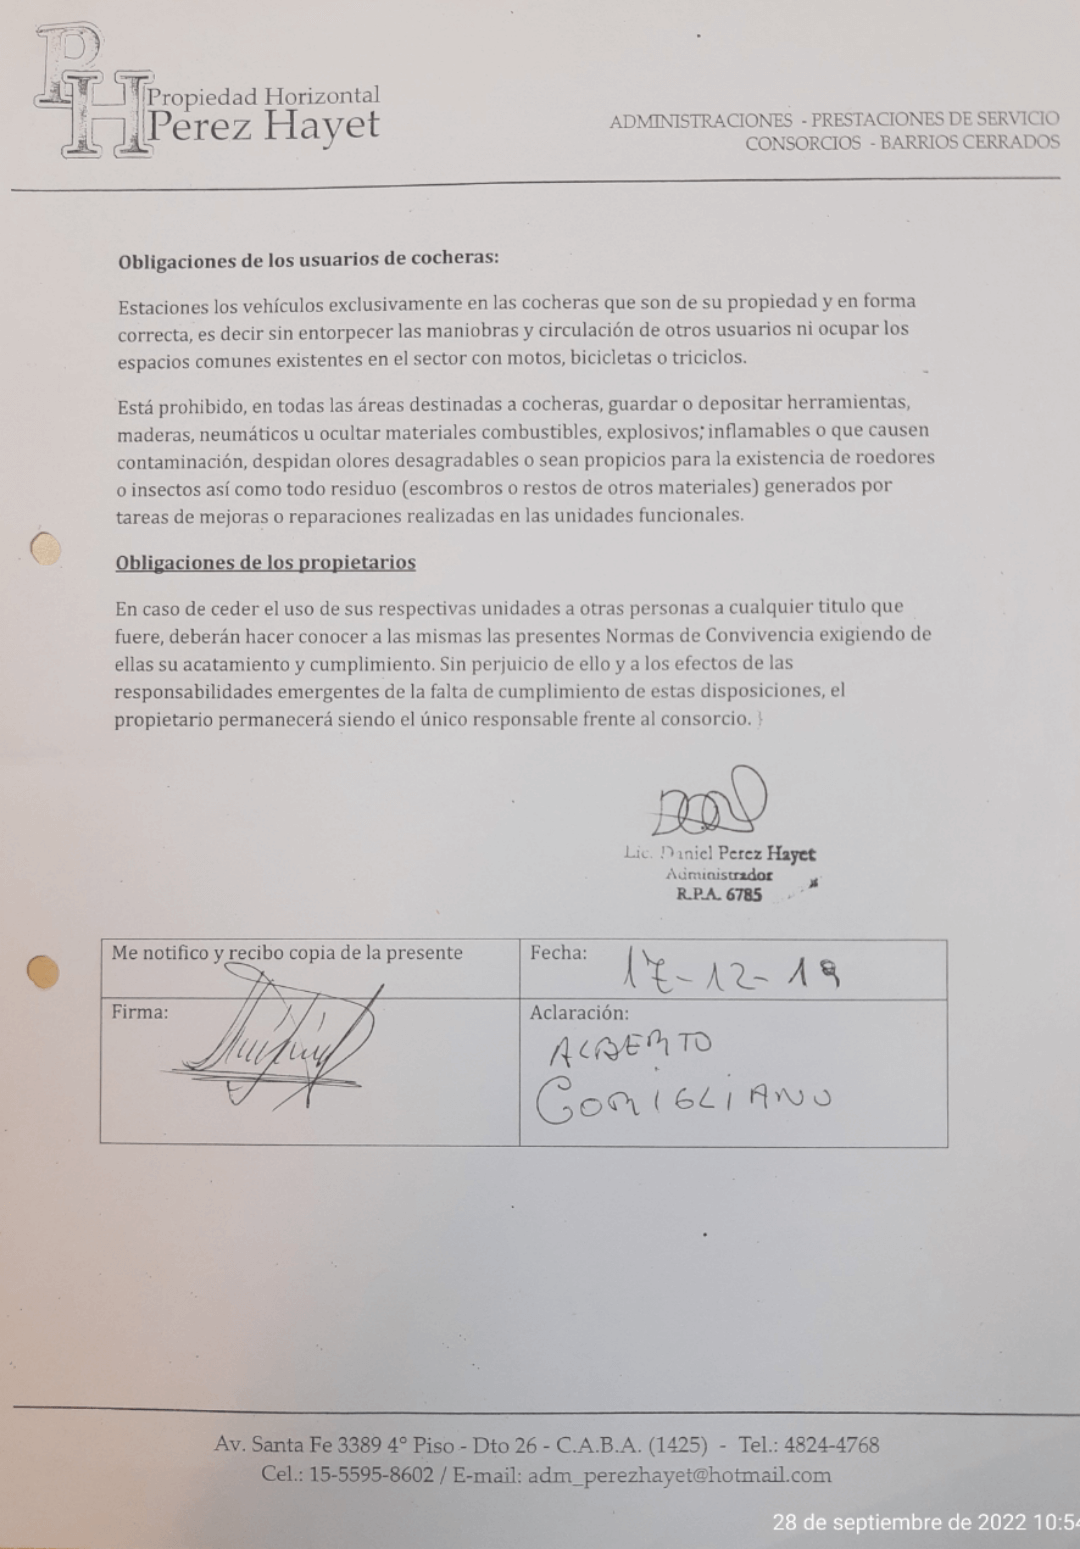 PH
Propiedad Horizontal
Perez Hayet
ADMINISTRACIONES - PRESTACIONES DE SERVICIO
CONSORCIOS - BARRIOS CERRADOS
Obligaciones de los usuarios de cocheras:
Estaciones los vehículos exclusivamente en las cocheras que son de su propiedad y en forma
correcta, es decir sin entorpecer las maniobras y circulación de otros usuarios ni ocupar los
espacios comunes existentes en el sector con motos, bicicletas o triciclos.
Está prohibido, en todas las áreas destinadas a cocheras, guardar o depositar herramientas,
maderas, neumáticos u ocultar materiales combustibles, explosivos; inflamables o que causen
contaminación, despidan olores desagradables o sean propicios para la existencia de roedores
o insectos así como todo residuo (escombros o restos de otros materiales) generados por
tareas de mejoras o reparaciones realizadas en las unidades funcionales.
Obligaciones de los propietarios
En caso de ceder el uso de sus respectivas unidades a otras personas a cualquier titulo que
fuere, deberán hacer conocer a las mismas las presentes Normas de Convivencia exigiendo de
ellas su acatamiento y cumplimiento. Sin perjuicio de ello y a los efectos de las
responsabilidades emergentes de la falta de cumplimiento de estas disposiciones, el
propietario permanecerá siendo el único responsable frente al consorcio.
Lic. Daniel Perez Hayet
Administrador
R.P.A. 6785
Me notifico y recibo copia de la presente
Fecha: 17-12-19
Firma:
Aclaración:
ALBERTO
CORIGLIANO
Av. Santa Fe 3389 4° Piso - Dto 26 - C.A.B.A. (1425) - Tel.: 4824-4768
Cel.: 15-5595-8602 / E-mail: adm_perezhayet@hotmail.com
28 de septiembre de 2022 10:54